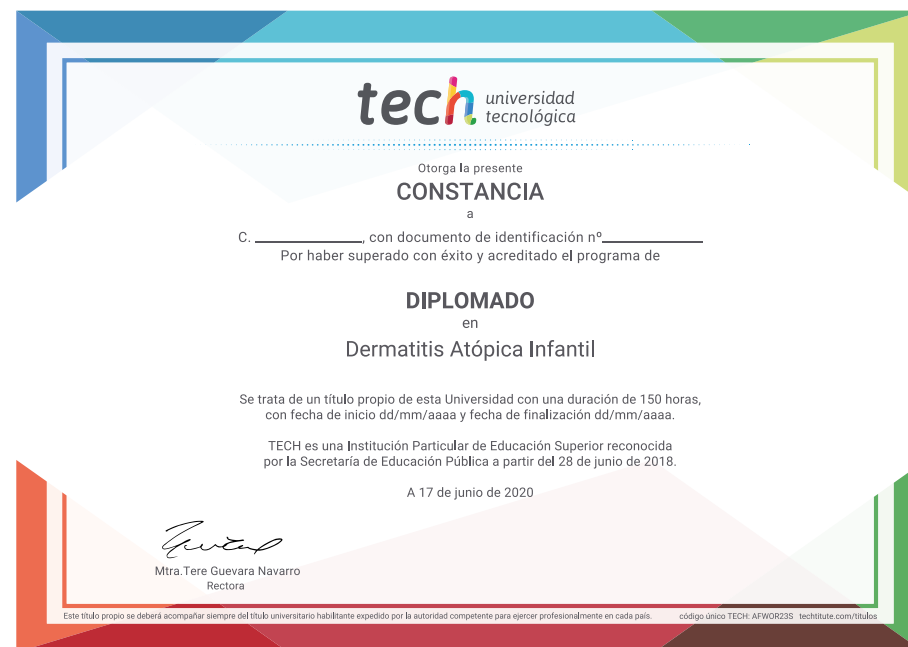 tech universidad
tecnológica
Otorga la presente
CONSTANCIA
a
C. ____________, con documento de identificación nº____________
Por haber superado con éxito y acreditado el programa de
DIPLOMADO
en
Dermatitis Atópica Infantil
Se trata de un título propio de esta Universidad con una duración de 150 horas,
con fecha de inicio dd/mm/aaaa y fecha de finalización dd/mm/aaaa.
TECH es una Institución Particular de Educación Superior reconocida
por la Secretaría de Educación Pública a partir del 28 de junio de 2018.
A 17 de junio de 2020
Mtra.Tere Guevara Navarro
Rectora
Este título propio se deberá acompañar siempre del título universitario habilitante expedido por la autoridad competente para ejercer profesionalmente en cada país. código único TECH: AFWOR23S techtitute.com/titulos